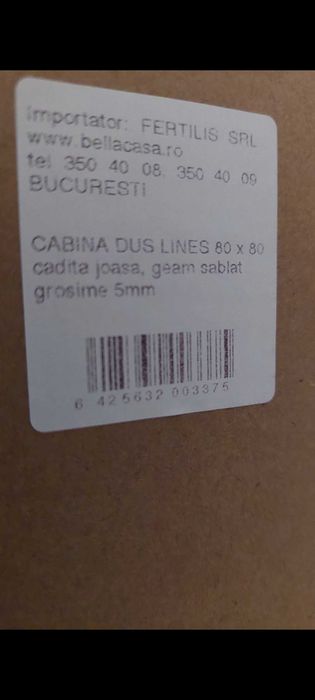 Importator: FERTILIS SRL
www.bellacasa.ro
tel 350 40 08, 350 40 09
BUCURESTI
CABINA DUS LINES 80 x 80
cadita joasa, geam sablat
grosime 5mm
6 425632 003375